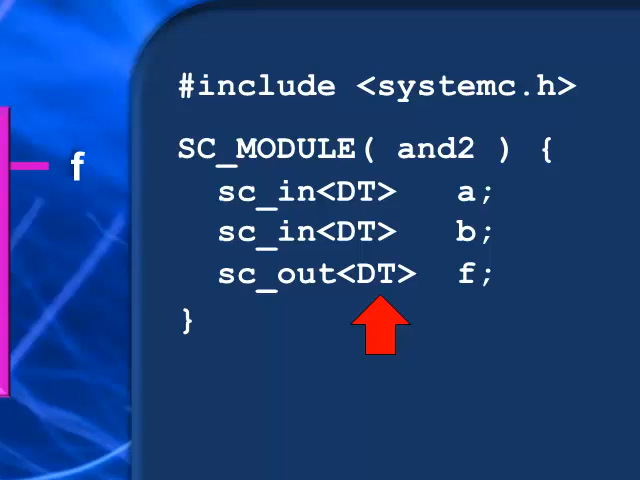 #include <systemc.h>
f
SC_MODULE( and2 ) {
sc_in<DT> a;
sc_in<DT> b;
sc_out<DT> f;
}